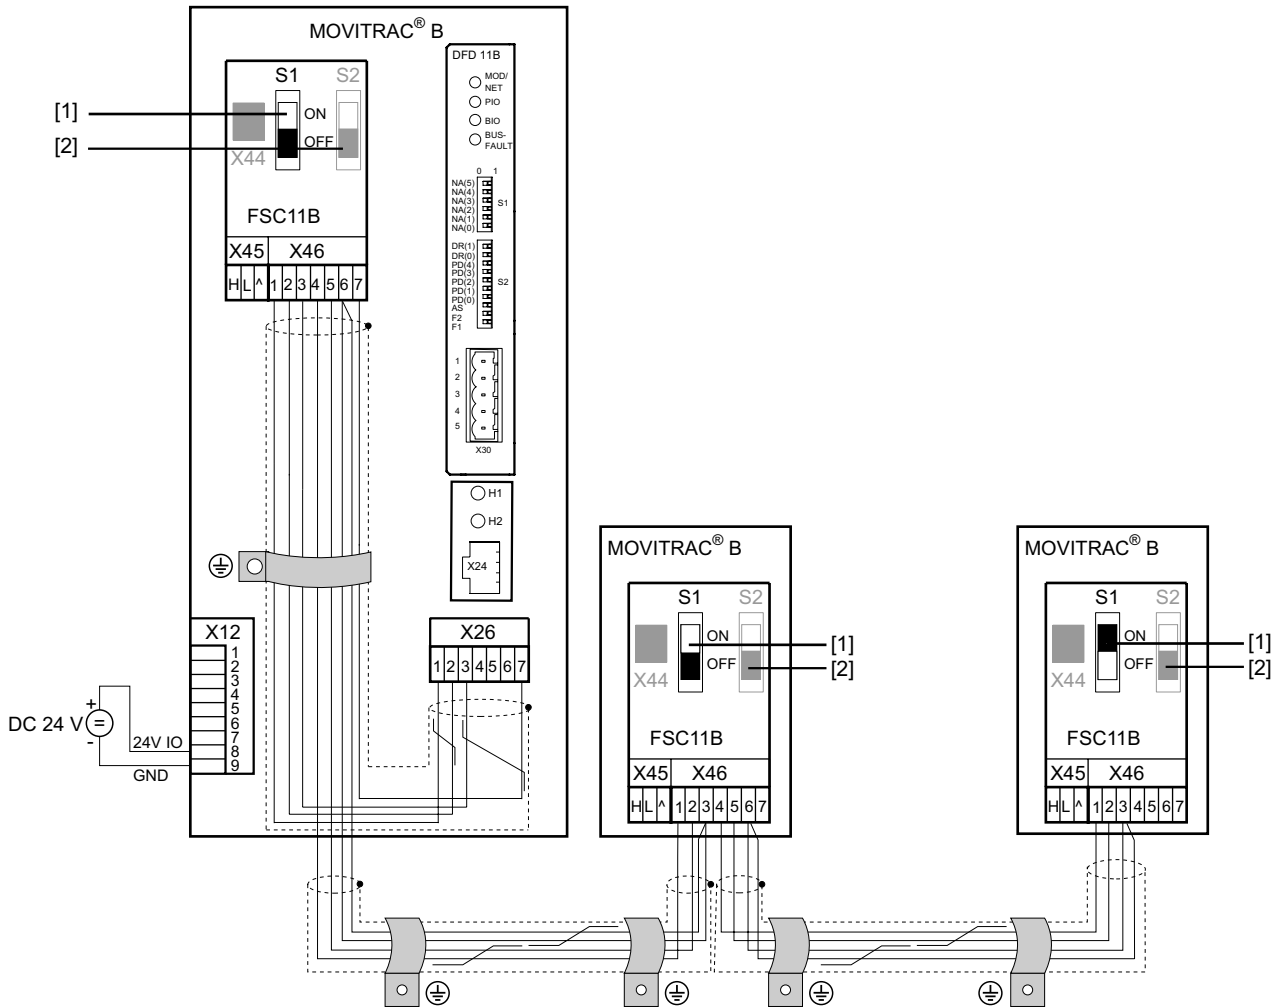 MOVITRAC® B
DFD 11B
MOD/
NET
PIO
BIO
BUS-
FAULT
S1 S2
[1]
ON
[2]
OFF
X44
FSC11B
X45 X46
H L ^ 1 2 3 4 5 6 7
0 1
NA(5)
NA(4)
NA(3)
NA(2)
NA(1)
NA(0)
S1
DR(1)
DR(0)
PD(4)
PD(3)
PD(2)
PD(1)
PD(0)
AS
F2
F1
S2
1
2
3
4
5
X30
H1
H2
X24
X12
1
2
3
4
5
6
7
8
9
DC 24 V
+
=
-
24V IO
GND
X26
1 2 3 4 5 6 7
MOVITRAC® B
S1 S2
ON
[1]
OFF
[2]
X44
FSC11B
X45 X46
H L ^ 1 2 3 4 5 6 7
MOVITRAC® B
S1 S2
ON
[1]
OFF
[2]
X44
FSC11B
X45 X46
H L ^ 1 2 3 4 5 6 7